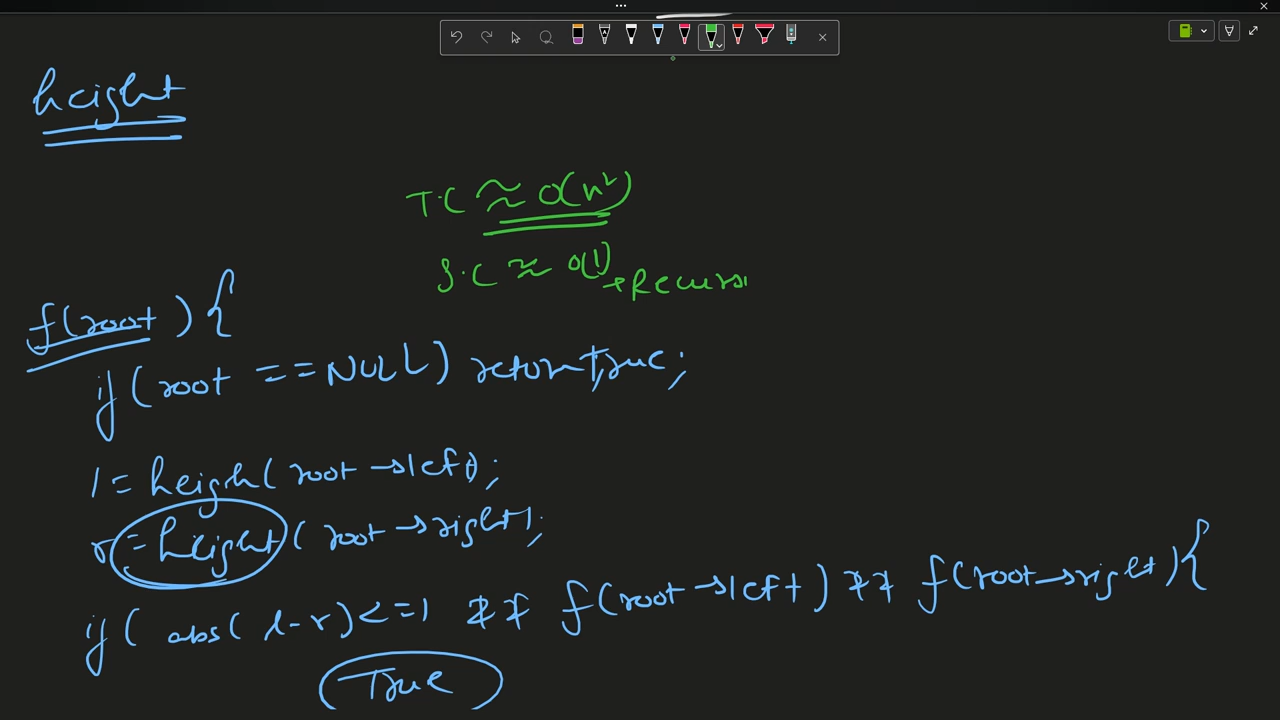 height
T.C ≈ O(n²)
S.C ≈ O(1)
+Recurs
f(root){
if(root ==NULL) return True;
l = height(root→left);
r = height(root→right);
if( abs(l-r)<=1 && f(root→left) && f(root→right){
True